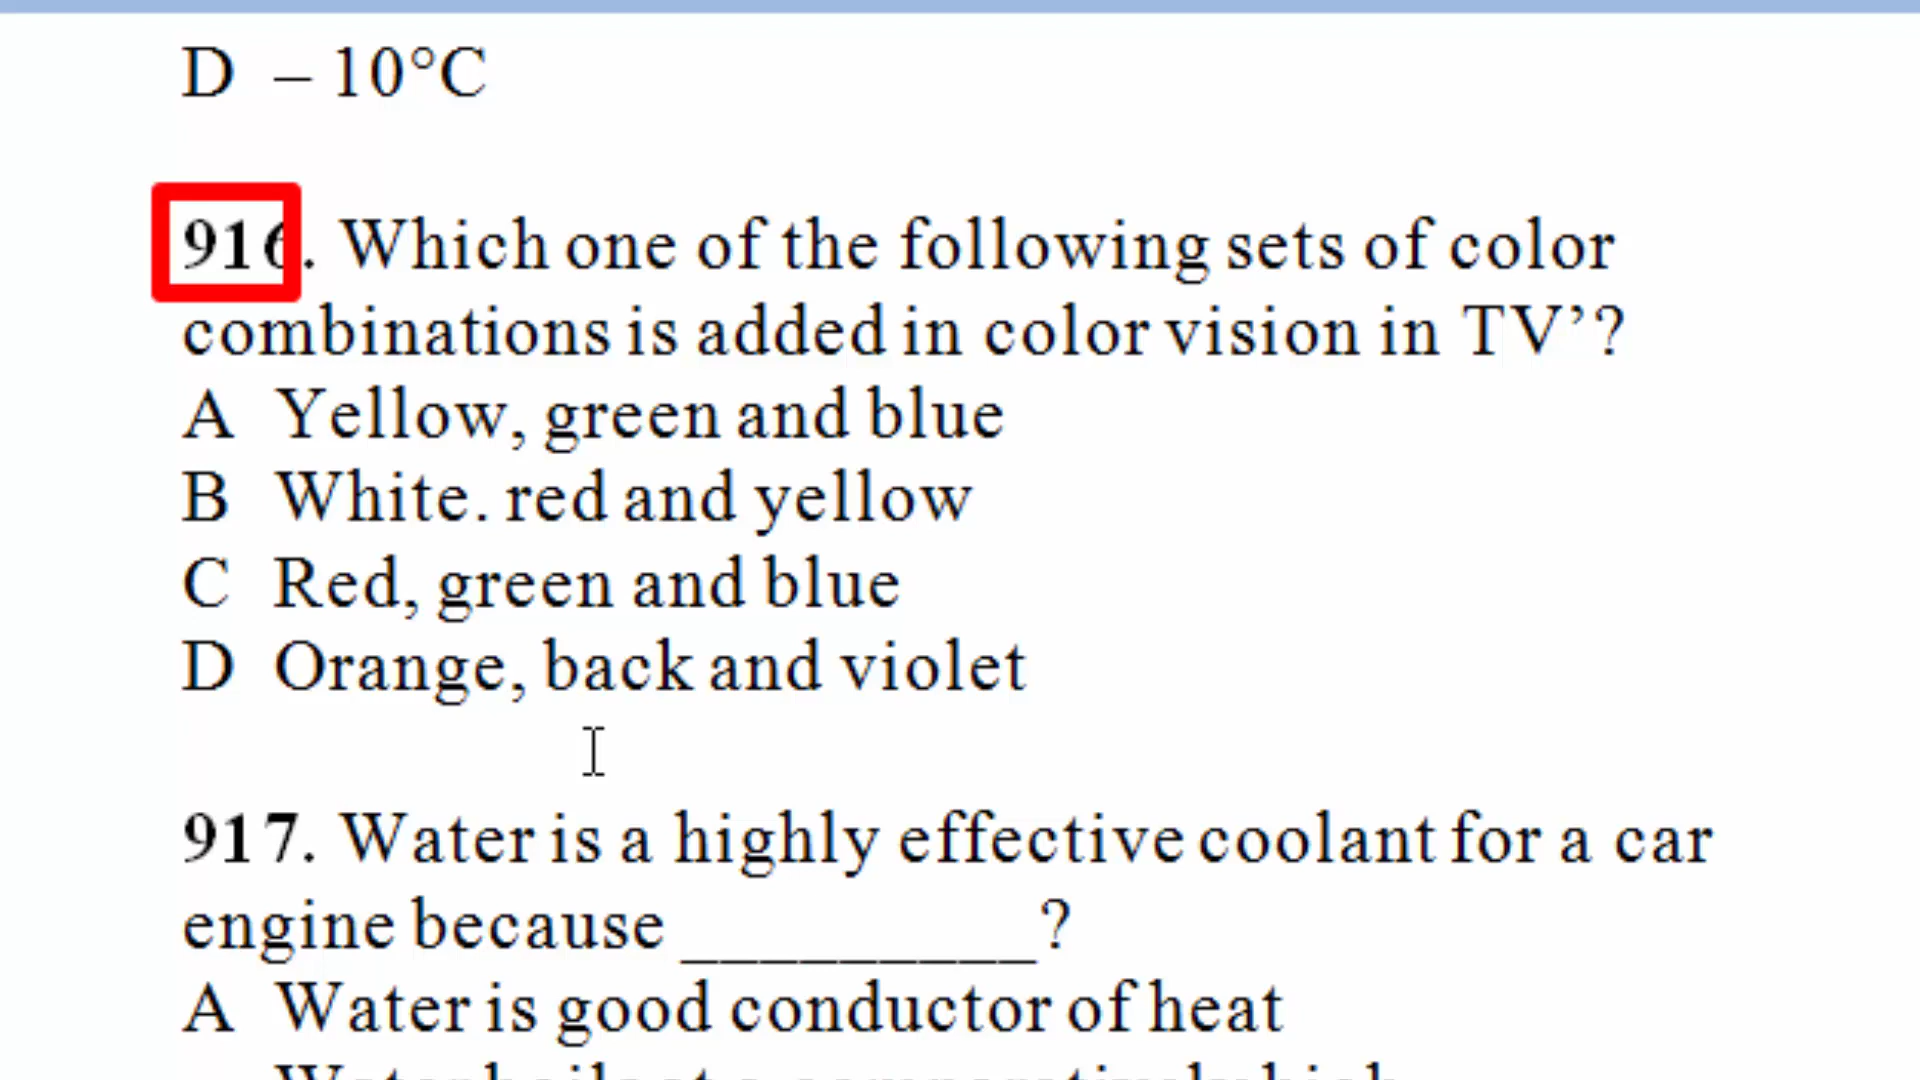 D – 10°C
916. Which one of the following sets of color
combinations is added in color vision in TV’?
A Yellow, green and blue
B White. red and yellow
C Red, green and blue
D Orange, back and violet
917. Water is a highly effective coolant for a car
engine because _________?
A Water is good conductor of heat